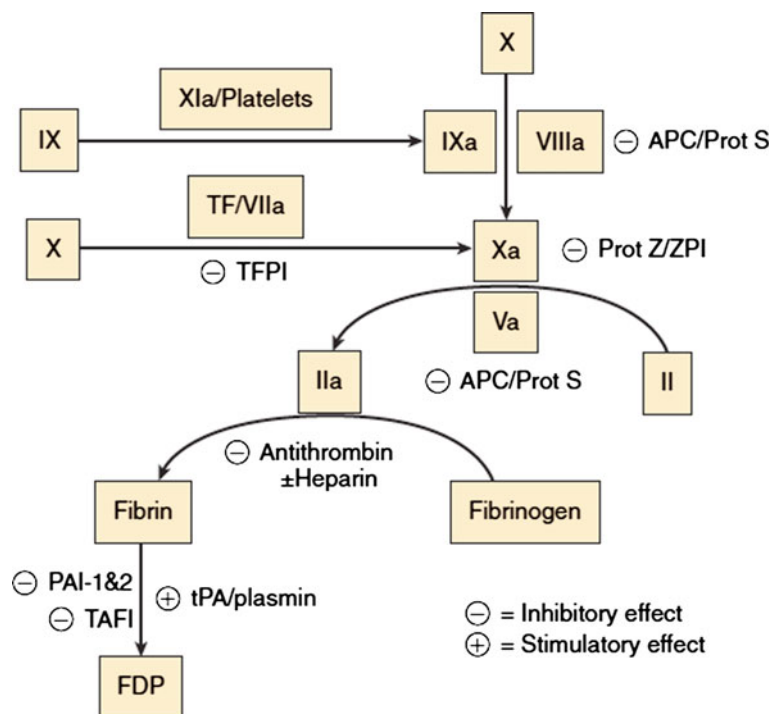 X
XIa/Platelets
IX
IXa
VIIIa
⊖ APC/Prot S
TF/VIIa
X
Xa
⊖ Prot Z/ZPI
⊖ TFPI
Va
IIa
⊖ APC/Prot S
II
⊖ Antithrombin
±Heparin
Fibrin
Fibrinogen
⊖ PAI-1&2
⊕ tPA/plasmin
⊖ TAFI
⊖ = Inhibitory effect
⊕ = Stimulatory effect
FDP